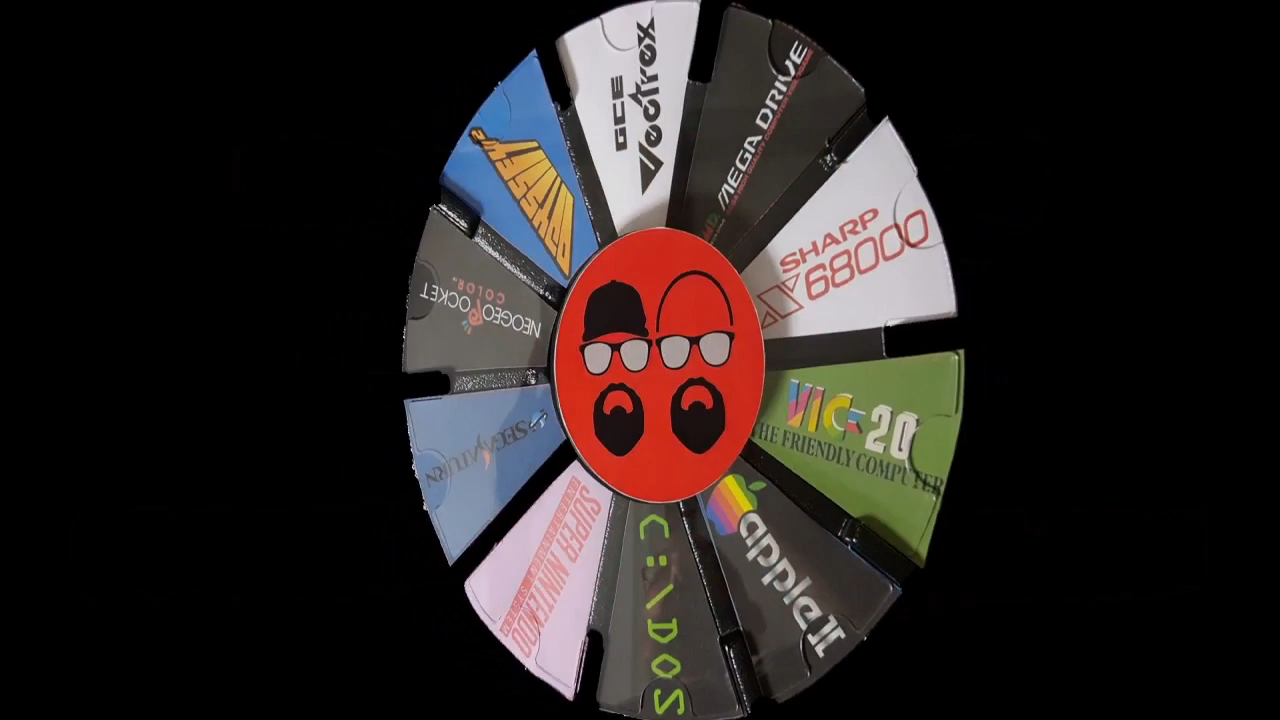 GCE
Vectrex
MEGA DRIVE
SHARP
X68000
VIC-20
THE FRIENDLY COMPUTER
apple II
C:\DOS
SUPER NINTENDO
SEGA SATURN
NEOGEO POCKET
COLOR